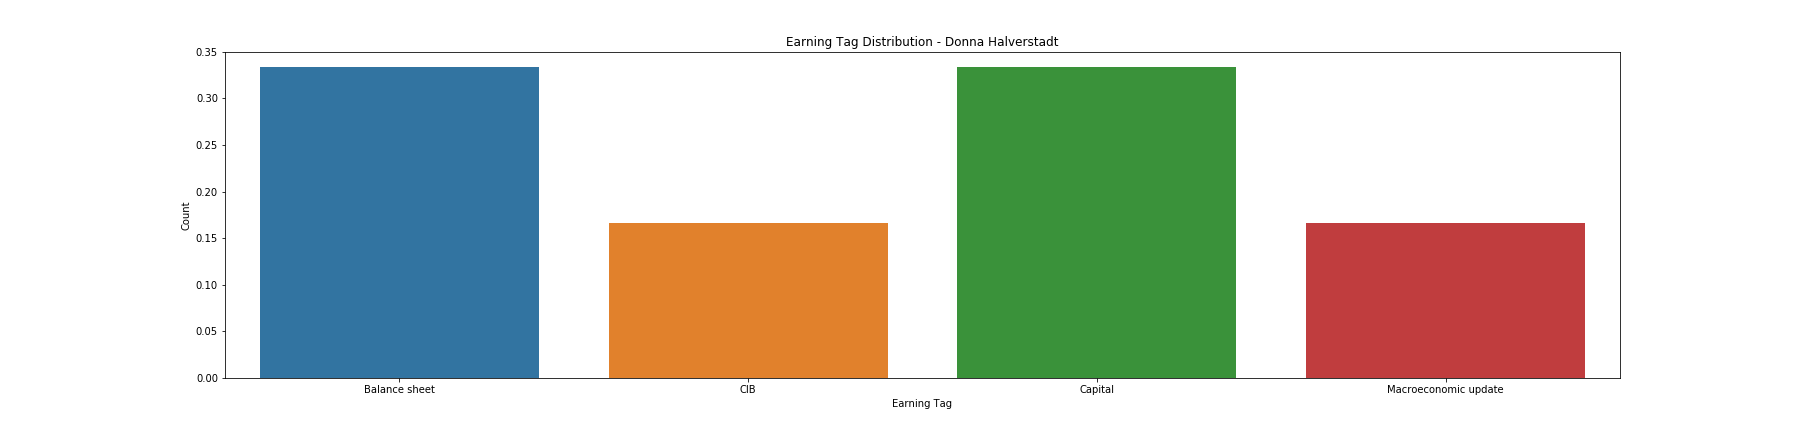 Earning Tag Distribution - Donna Halverstadt
0.35
0.30
0.25
0.20
0.15
0.10
0.05
0.00
Count
Balance sheet
CIB
Capital
Macroeconomic update
Earning Tag